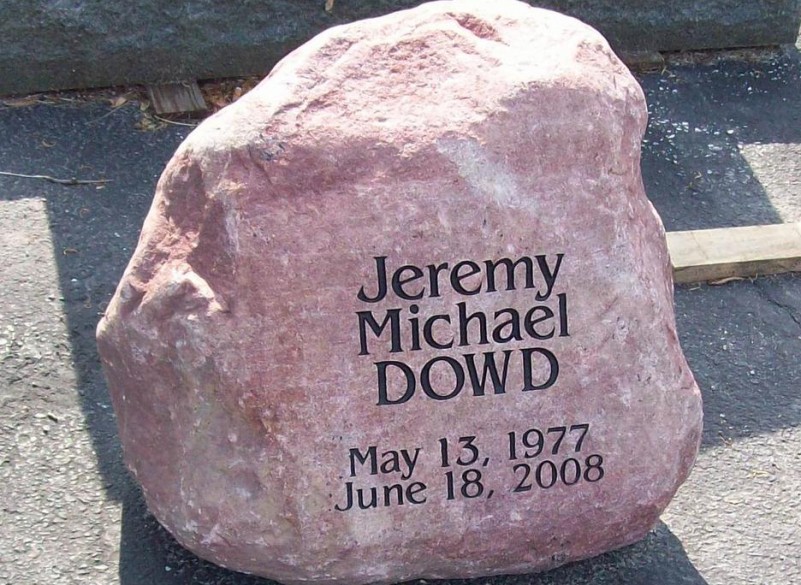 Jeremy
Michael
DOWD
May 13, 1977
June 18, 2008